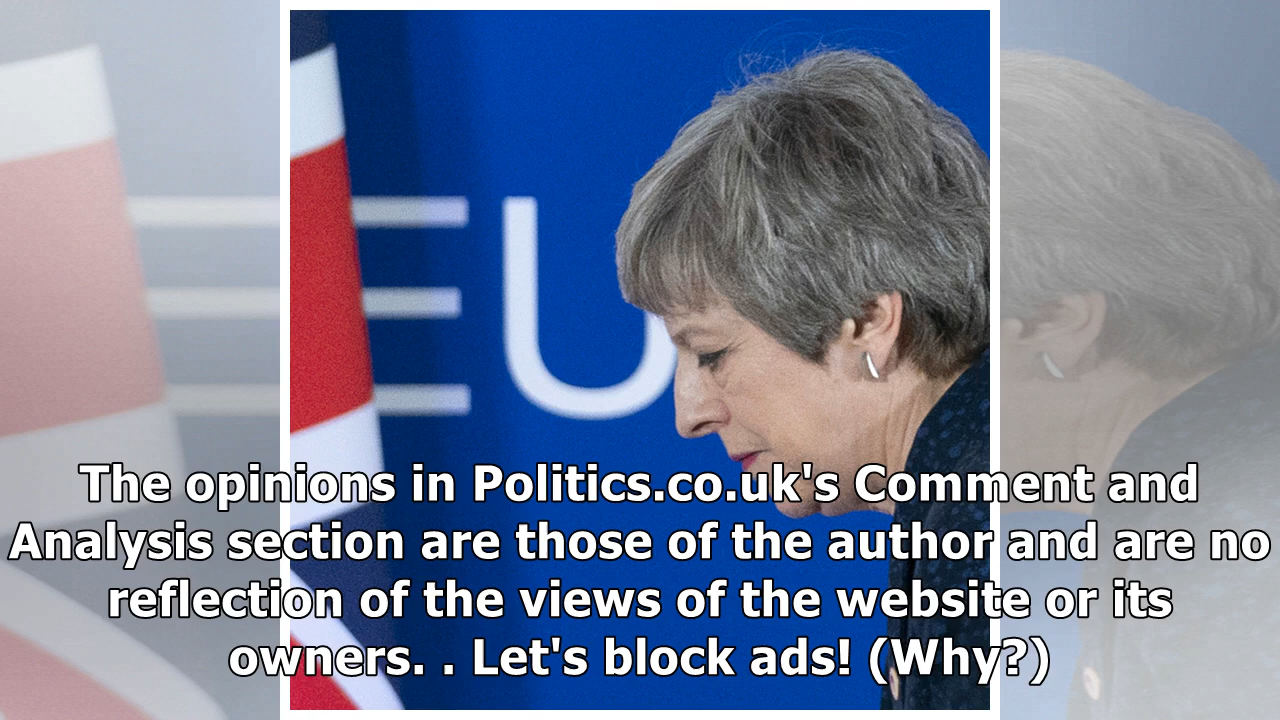 EU
The opinions in Politics.co.uk's Comment and
Analysis section are those of the author and are no
reflection of the views of the website or its
owners. . Let's block ads! (Why?)